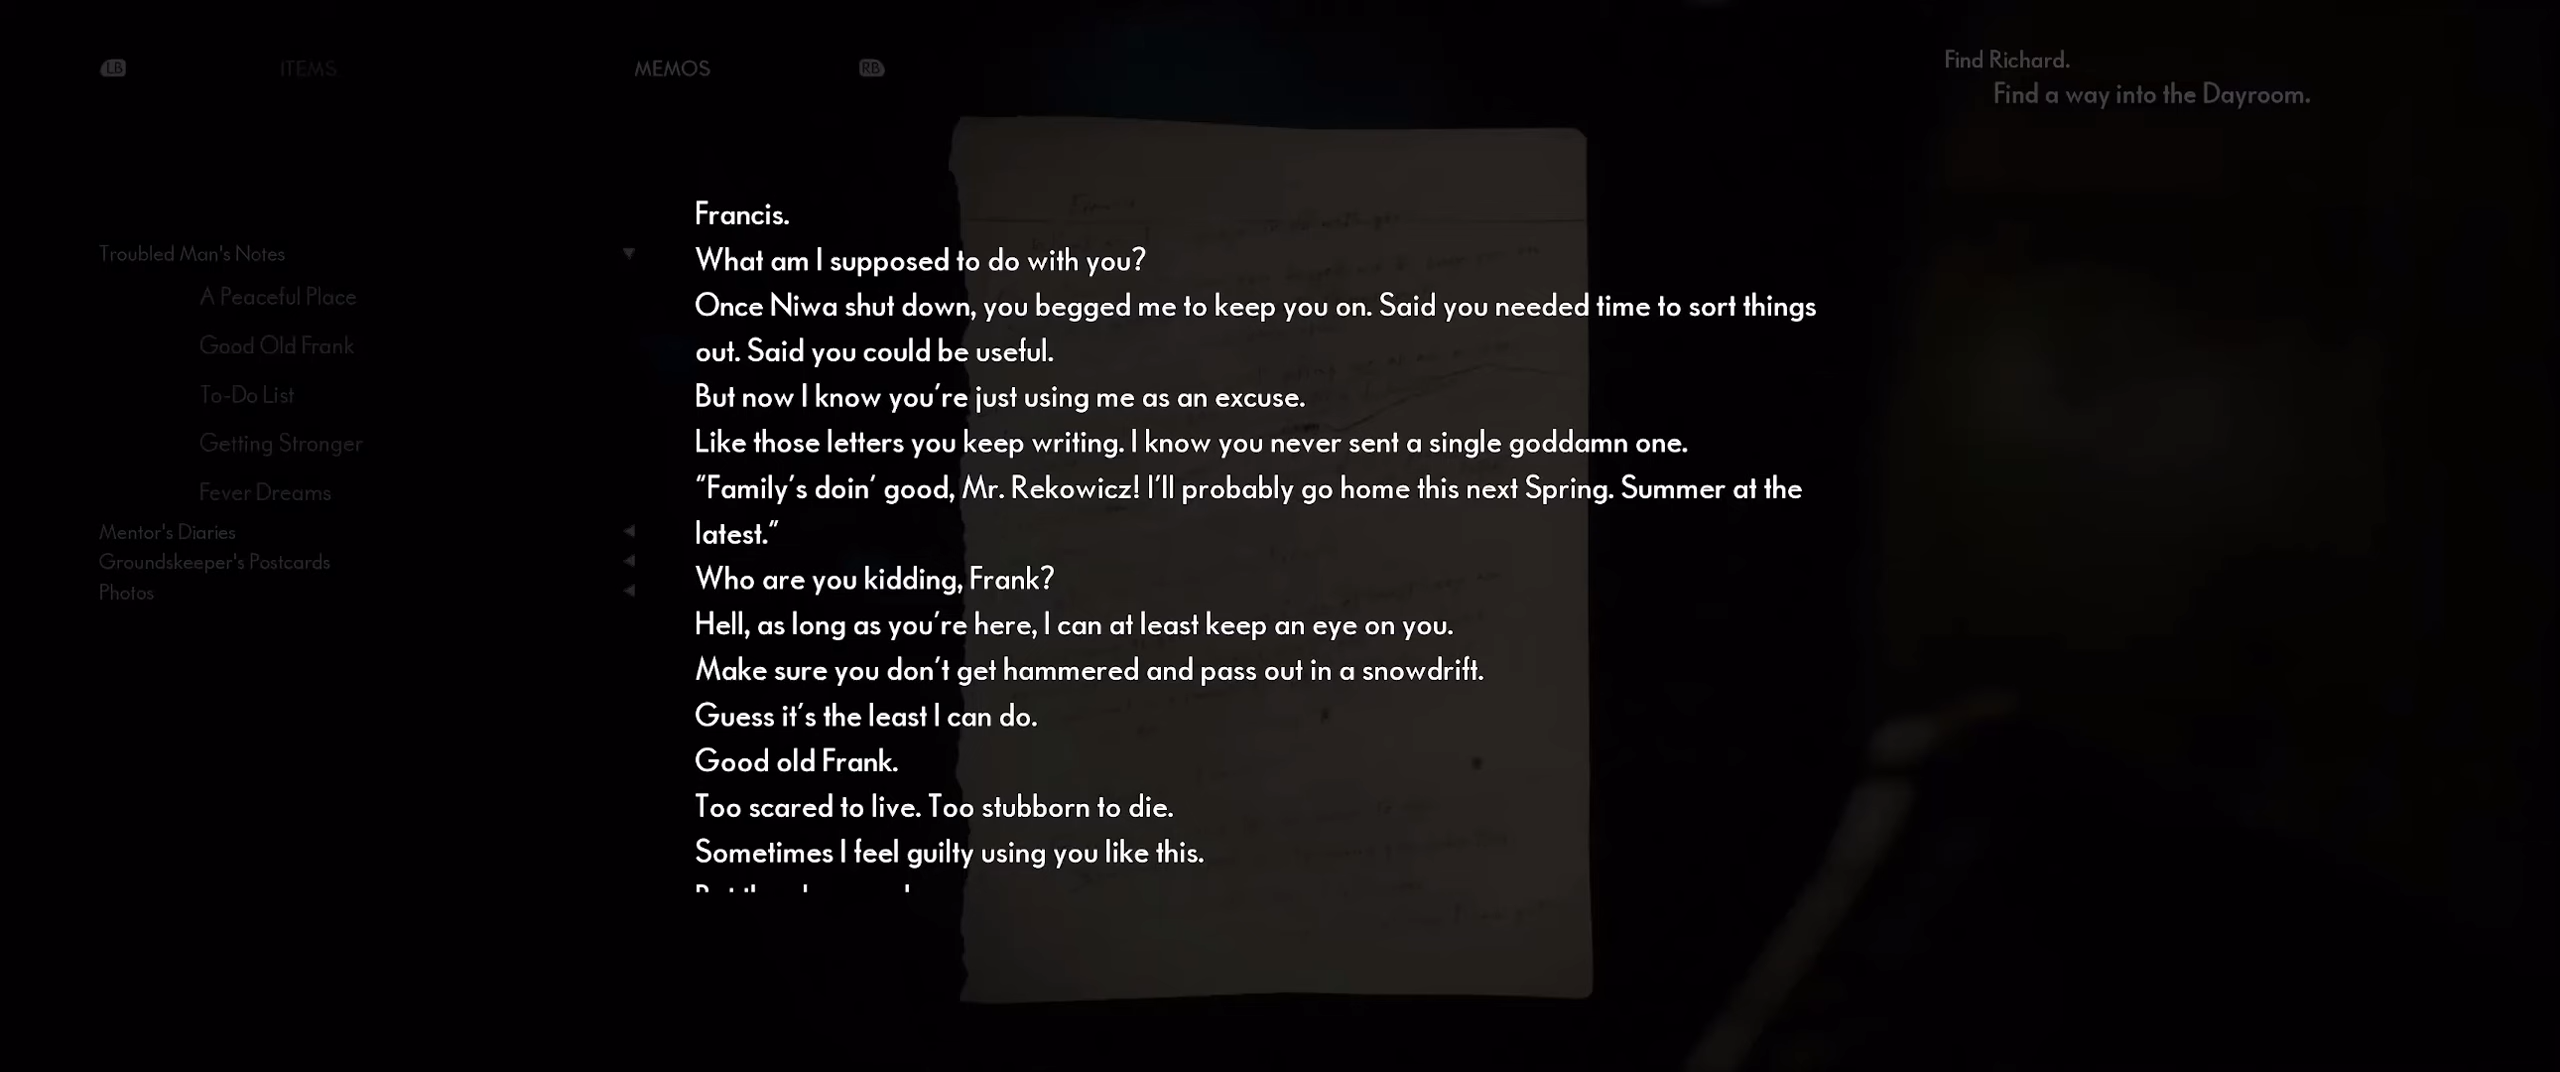 LB
ITEMS
MEMOS
RB
Find Richard.
Find a way into the Dayroom.
Troubled Man's Notes
A Peaceful Place
Good Old Frank
To-Do List
Getting Stronger
Fever Dreams
Mentor's Diaries
Groundskeeper's Postcards
Photos
Francis.
What am I supposed to do with you?
Once Niwa shut down, you begged me to keep you on. Said you needed time to sort things
out. Said you could be useful.
But now I know you're just using me as an excuse.
Like those letters you keep writing. I know you never sent a single goddamn one.
"Family's doin' good, Mr. Rekowicz! I'll probably go home this next Spring. Summer at the
latest."
Who are you kidding, Frank?
Hell, as long as you're here, I can at least keep an eye on you.
Make sure you don't get hammered and pass out in a snowdrift.
Guess it's the least I can do.
Good old Frank.
Too scared to live. Too stubborn to die.
Sometimes I feel guilty using you like this.